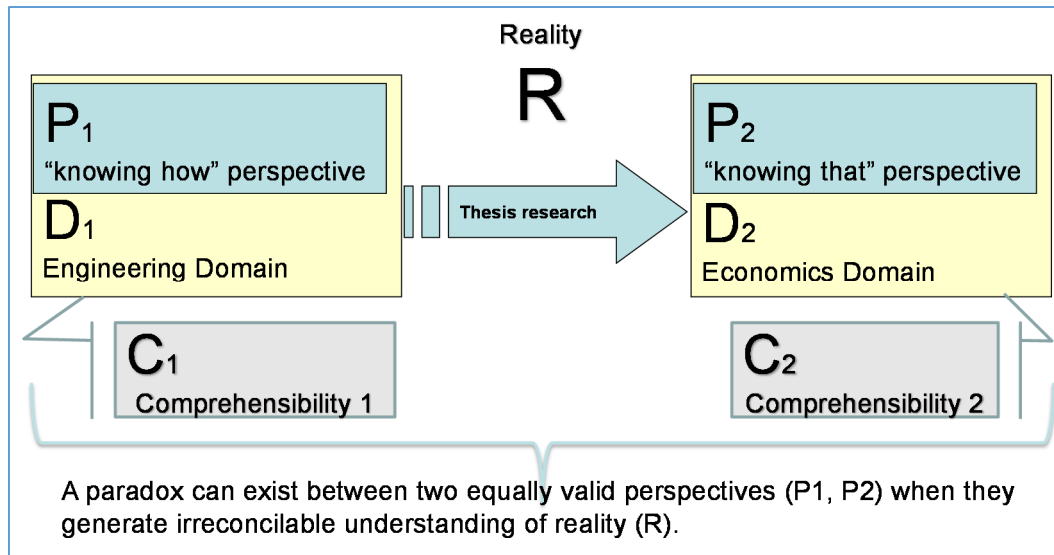 Reality
R
P1
“knowing how” perspective
D1
Engineering Domain
Thesis research
P2
“knowing that” perspective
D2
Economics Domain
C1
Comprehensibility 1
C2
Comprehensibility 2
A paradox can exist between two equally valid perspectives (P1, P2) when they
generate irreconcilable understanding of reality (R).